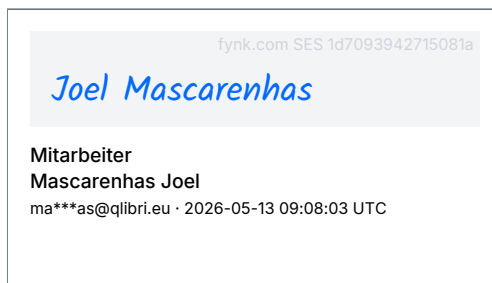 fynk.com SES 1d7093942715081a
Joel Mascarenhas
Mitarbeiter
Mascarenhas Joel
ma***as@qlibri.eu · 2026-05-13 09:08:03 UTC